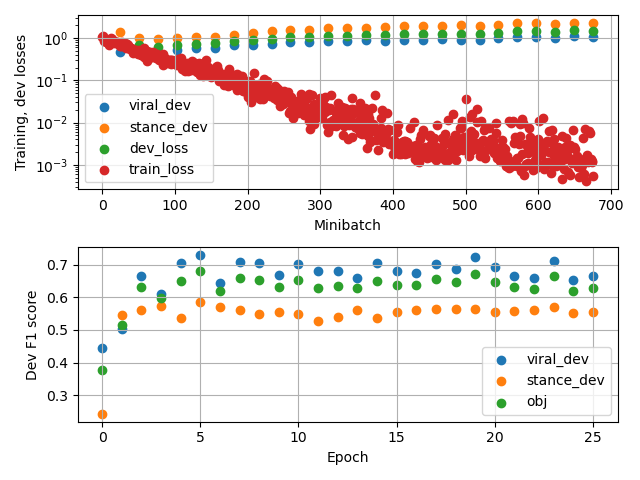 Training, dev losses
10⁰
10⁻¹
10⁻²
10⁻³
viral_dev
stance_dev
dev_loss
train_loss
0 100 200 300 400 500 600 700
Minibatch
Dev F1 score
0.7
0.6
0.5
0.4
0.3
viral_dev
stance_dev
obj
0 5 10 15 20 25
Epoch